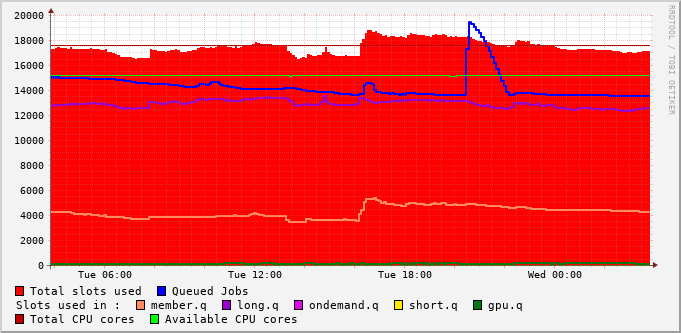 20000
18000
16000
14000
12000
10000
8000
6000
4000
2000
0
Tue 06:00 Tue 12:00 Tue 18:00 Wed 00:00
RRDTOOL / TOBI OETIKER
Total slots used Queued Jobs
Slots used in : member.q long.q ondemand.q short.q gpu.q
Total CPU cores Available CPU cores